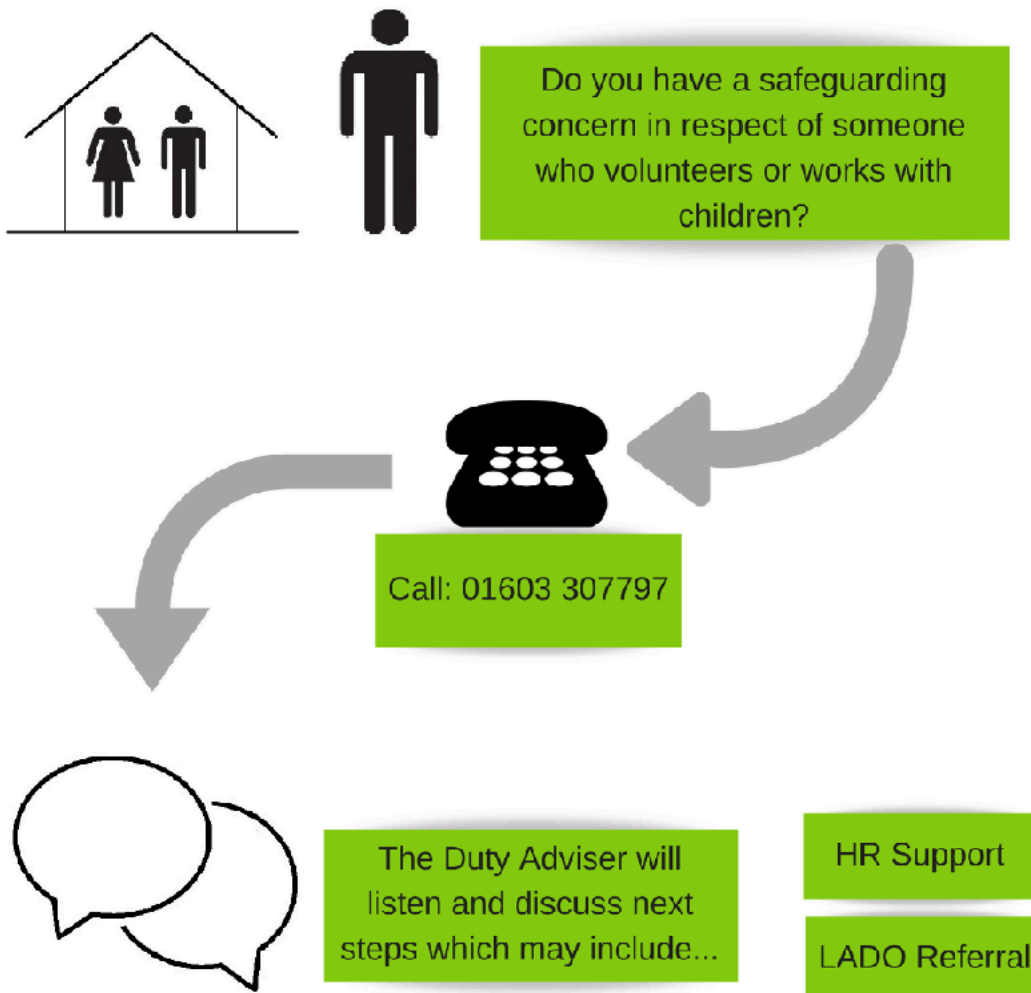 Do you have a safeguarding
concern in respect of someone
who volunteers or works with
children?
Call: 01603 307797
The Duty Adviser will
listen and discuss next
steps which may include...
HR Support
LADO Referral